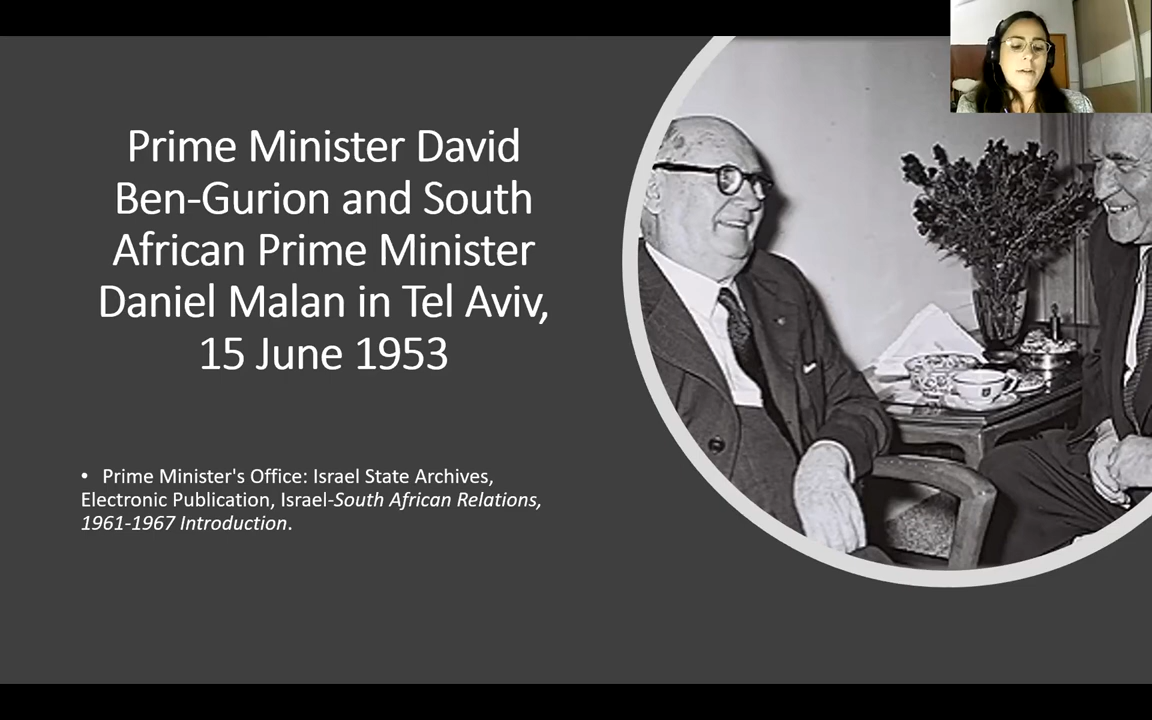 Prime Minister David
Ben-Gurion and South
African Prime Minister
Daniel Malan in Tel Aviv,
15 June 1953
• Prime Minister's Office: Israel State Archives,
Electronic Publication, Israel-South African Relations,
1961-1967 Introduction.